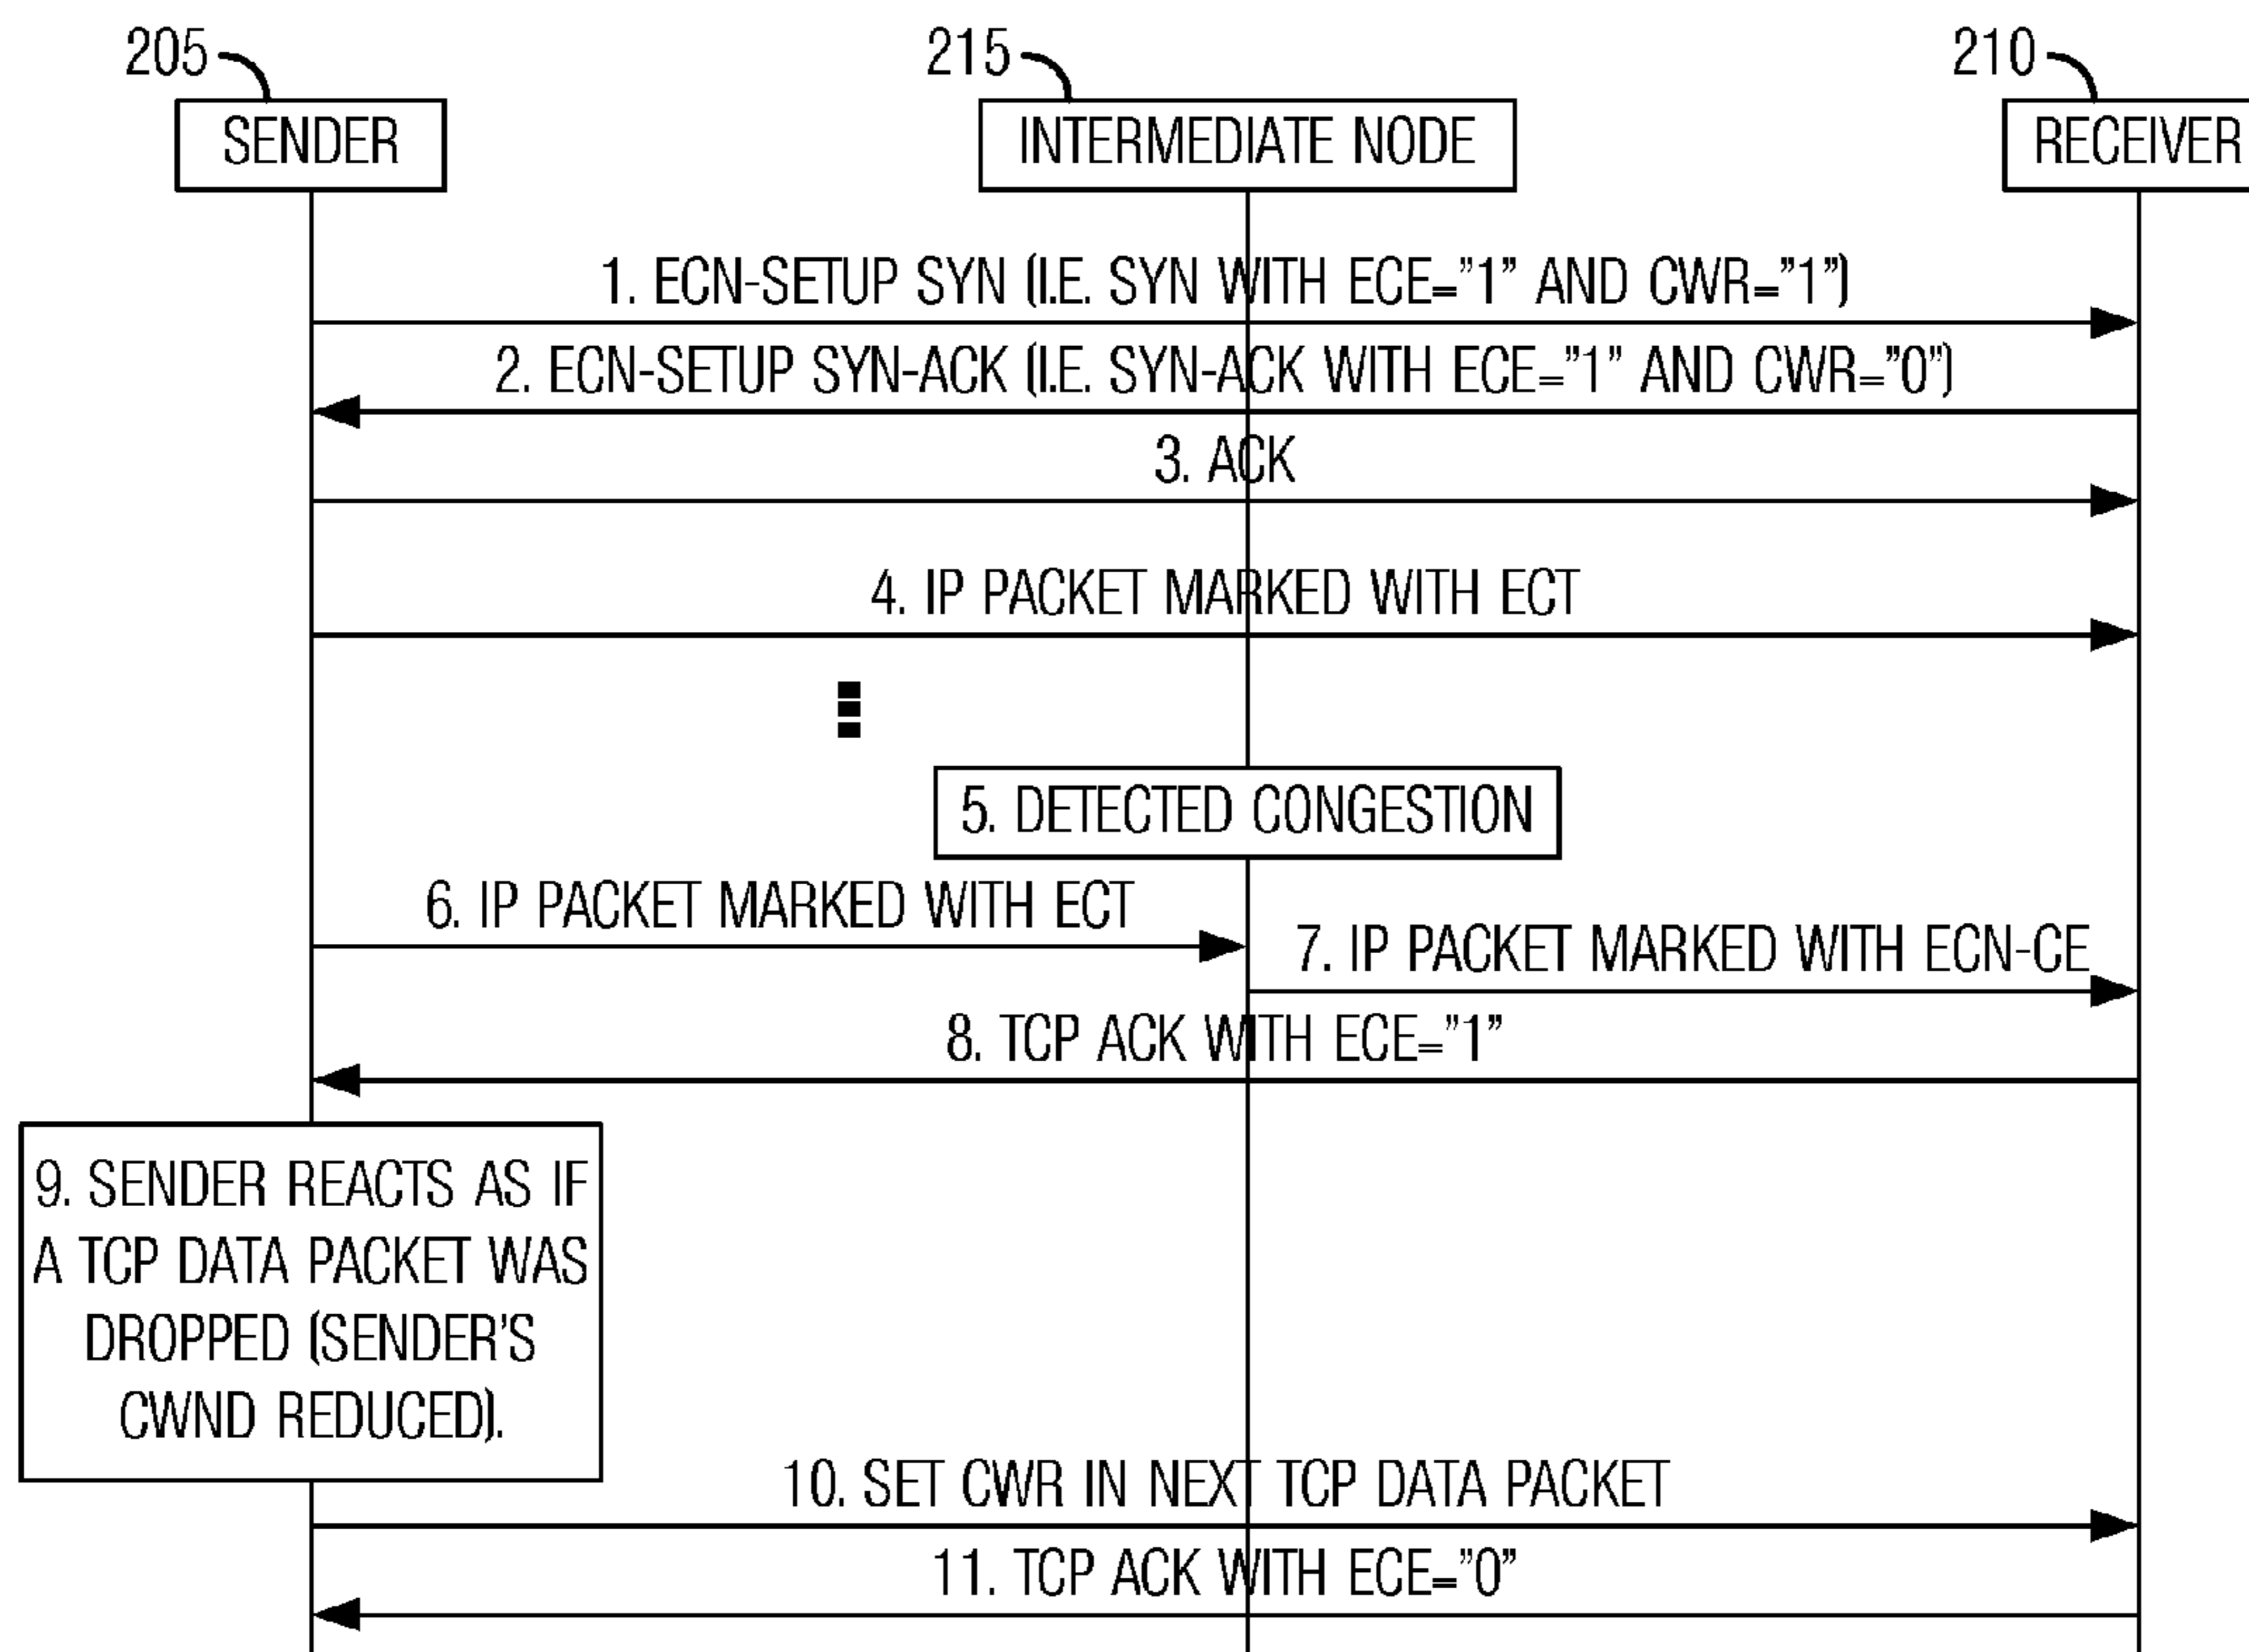 205
215
210
SENDER
INTERMEDIATE NODE
RECEIVER
1. ECN-SETUP SYN (I.E. SYN WITH ECE="1" AND CWR="1")
2. ECN-SETUP SYN-ACK (I.E. SYN-ACK WITH ECE="1" AND CWR="0")
3. ACK
4. IP PACKET MARKED WITH ECT
5. DETECTED CONGESTION
6. IP PACKET MARKED WITH ECT
7. IP PACKET MARKED WITH ECN-CE
8. TCP ACK WITH ECE="1"
9. SENDER REACTS AS IF
A TCP DATA PACKET WAS
DROPPED (SENDER'S
CWND REDUCED).
10. SET CWR IN NEXT TCP DATA PACKET
11. TCP ACK WITH ECE="0"